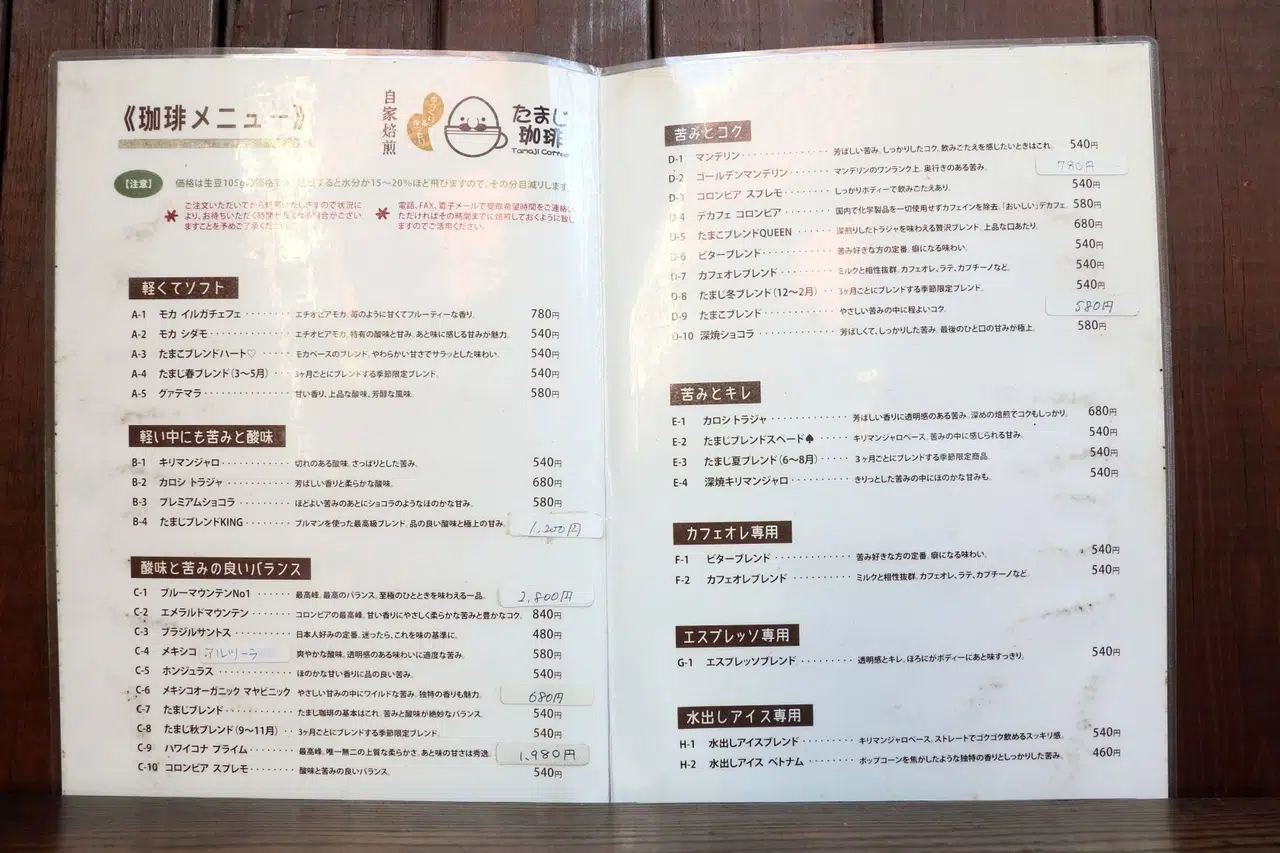 《珈琲メニュー》
自家焙煎
たまじ
珈琲
Tamaji Coffee
【注意】
価格は生豆105gの価格です。焙煎すると水分が15〜20%ほど飛びますので、その分目減りします
✶ ご注文いただいてから焙煎いたしますので状況に
より、お待ちいただく時間が長くなる場合がござい
ますことを予めご了承ください。
✶ 電話、FAX、電子メールで受取希望時間をご連絡い
ただければその時間までに焙煎しておくように致し
ますのでご活用ください。
軽くてソフト
A-1 モカ イルガチェフェ ········ エチオピアモカ。苺のように甘くてフルーティーな香り。 780円
A-2 モカ シダモ ················ エチオピアモカ。特有の酸味と甘み。あと味に感じる甘みが魅力。 540円
A-3 たまこブレンドハート♡ ····· モカベースのブレンド。やわらかい甘さでサラッとした味わい。 540円
A-4 たまじ春ブレンド(3〜5月) ···· 3ヶ月ごとにブレンドする季節限定ブレンド。 540円
A-5 グァテマラ ················ 甘い香り、上品な酸味、芳醇な風味。 580円
軽い中にも苦みと酸味
B-1 キリマンジャロ ············ 切れのある酸味。さっぱりとした苦み。 540円
B-2 カロシ トラジャ ············ 芳ばしい香りと柔らかな酸味。 680円
B-3 プレミアムショコラ ········· ほどよい苦みのあとにショコラのようなほのかな甘み。 580円
B-4 たまじブレンドKING ········ ブルマンを使った最高級ブレンド。品の良い酸味と極上の甘み。 1,200円
酸味と苦みの良いバランス
C-1 ブルーマウンテンNo1 ······ 最高峰。最高のバランス。至極のひとときを味わえる一品。 2,800円
C-2 エメラルドマウンテン ······· コロンビアの最高峰。甘い香りにやさしく柔らかな苦みと豊かなコク。 840円
C-3 ブラジルサントス ·········· 日本人好みの定番。迷ったら、これを味の基準に。 480円
C-4 メキシコ アルツーラ 爽やかな酸味。透明感のある味わいに適度な苦み。 580円
C-5 ホンジュラス ············· ほのかな甘い香りに品の良い苦み。 540円
C-6 メキシコオーガニック マヤビニック やさしい甘みの中にワイルドな苦み。独特の香りも魅力。 680円
C-7 たまじブレンド ············ たまじ珈琲の基本はこれ。苦みと酸味が絶妙なバランス。 540円
C-8 たまじ秋ブレンド(9〜11月) ·· 3ヶ月ごとにブレンドする季節限定ブレンド。 540円
C-9 ハワイコナ プライム ········ 最高峰。唯一無二の上質な柔らかさ。あと味の甘さは秀逸。 1,980円
C-10 コロンビア スプレモ ········ 酸味と苦みの良いバランス。 540円
苦みとコク
D-1 マンデリン ··············· 芳ばしい苦み。しっかりしたコク。飲みごたえを感じたいときはこれ。 540円
D-2 ゴールデンマンデリン ······· マンデリンのワンランク上。奥行きのある苦み。 780円
D-3 コロンビア スプレモ ········ しっかりボディーで飲みごたえあり。 540円
D-4 デカフェ コロンビア ········ 国内で化学製品を一切使用せずカフェインを除去。「おいしい」デカフェ。 580円
D-5 たまこブレンドQUEEN ······ 深煎りしたトラジャを味わえる贅沢ブレンド。上品な口あたり。 680円
D-6 ビターブレンド ············ 苦み好きな方の定番。癖になる味わい。 540円
D-7 カフェオレブレンド ········· ミルクと相性抜群。カフェオレ、ラテ、カプチーノなど。 540円
D-8 たまじ冬ブレンド(12〜2月) ·· 3ヶ月ごとにブレンドする季節限定ブレンド。 540円
D-9 たまこブレンド ············ やさしい苦みの中に程よいコク。 580円
D-10 深焼ショコラ ············· 芳ばしくて、しっかりした苦み。最後のひと口の甘みが極上。 580円
苦みとキレ
E-1 カロシトラジャ ············ 芳ばしい香りに透明感のある苦み。深めの焙煎でコクもしっかり。 680円
E-2 たまじブレンドスペード♠ ····· キリマンジャロベース。苦みの中に感じられる甘み。 540円
E-3 たまじ夏ブレンド(6〜8月) ···· 3ヶ月ごとにブレンドする季節限定商品。 540円
E-4 深焼キリマンジャロ ········· きりっとした苦みの中にほのかな甘みも。 540円
カフェオレ専用
F-1 ビターブレンド ············ 苦み好きな方の定番。癖になる味わい。 540円
F-2 カフェオレブレンド ········· ミルクと相性抜群。カフェオレ、ラテ、カプチーノなど。 540円
エスプレッソ専用
G-1 エスプレッソブレンド ······· 透明感とキレ。ほろにがボディーにあと味すっきり。 540円
水出しアイス専用
H-1 水出しアイスブレンド ······· キリマンジャロベース。ストレートでゴクゴク飲めるスッキリ感。 540円
H-2 水出しアイス ベトナム ······ ポップコーンを焦がしたような独特の香りとしっかりした苦み。 460円